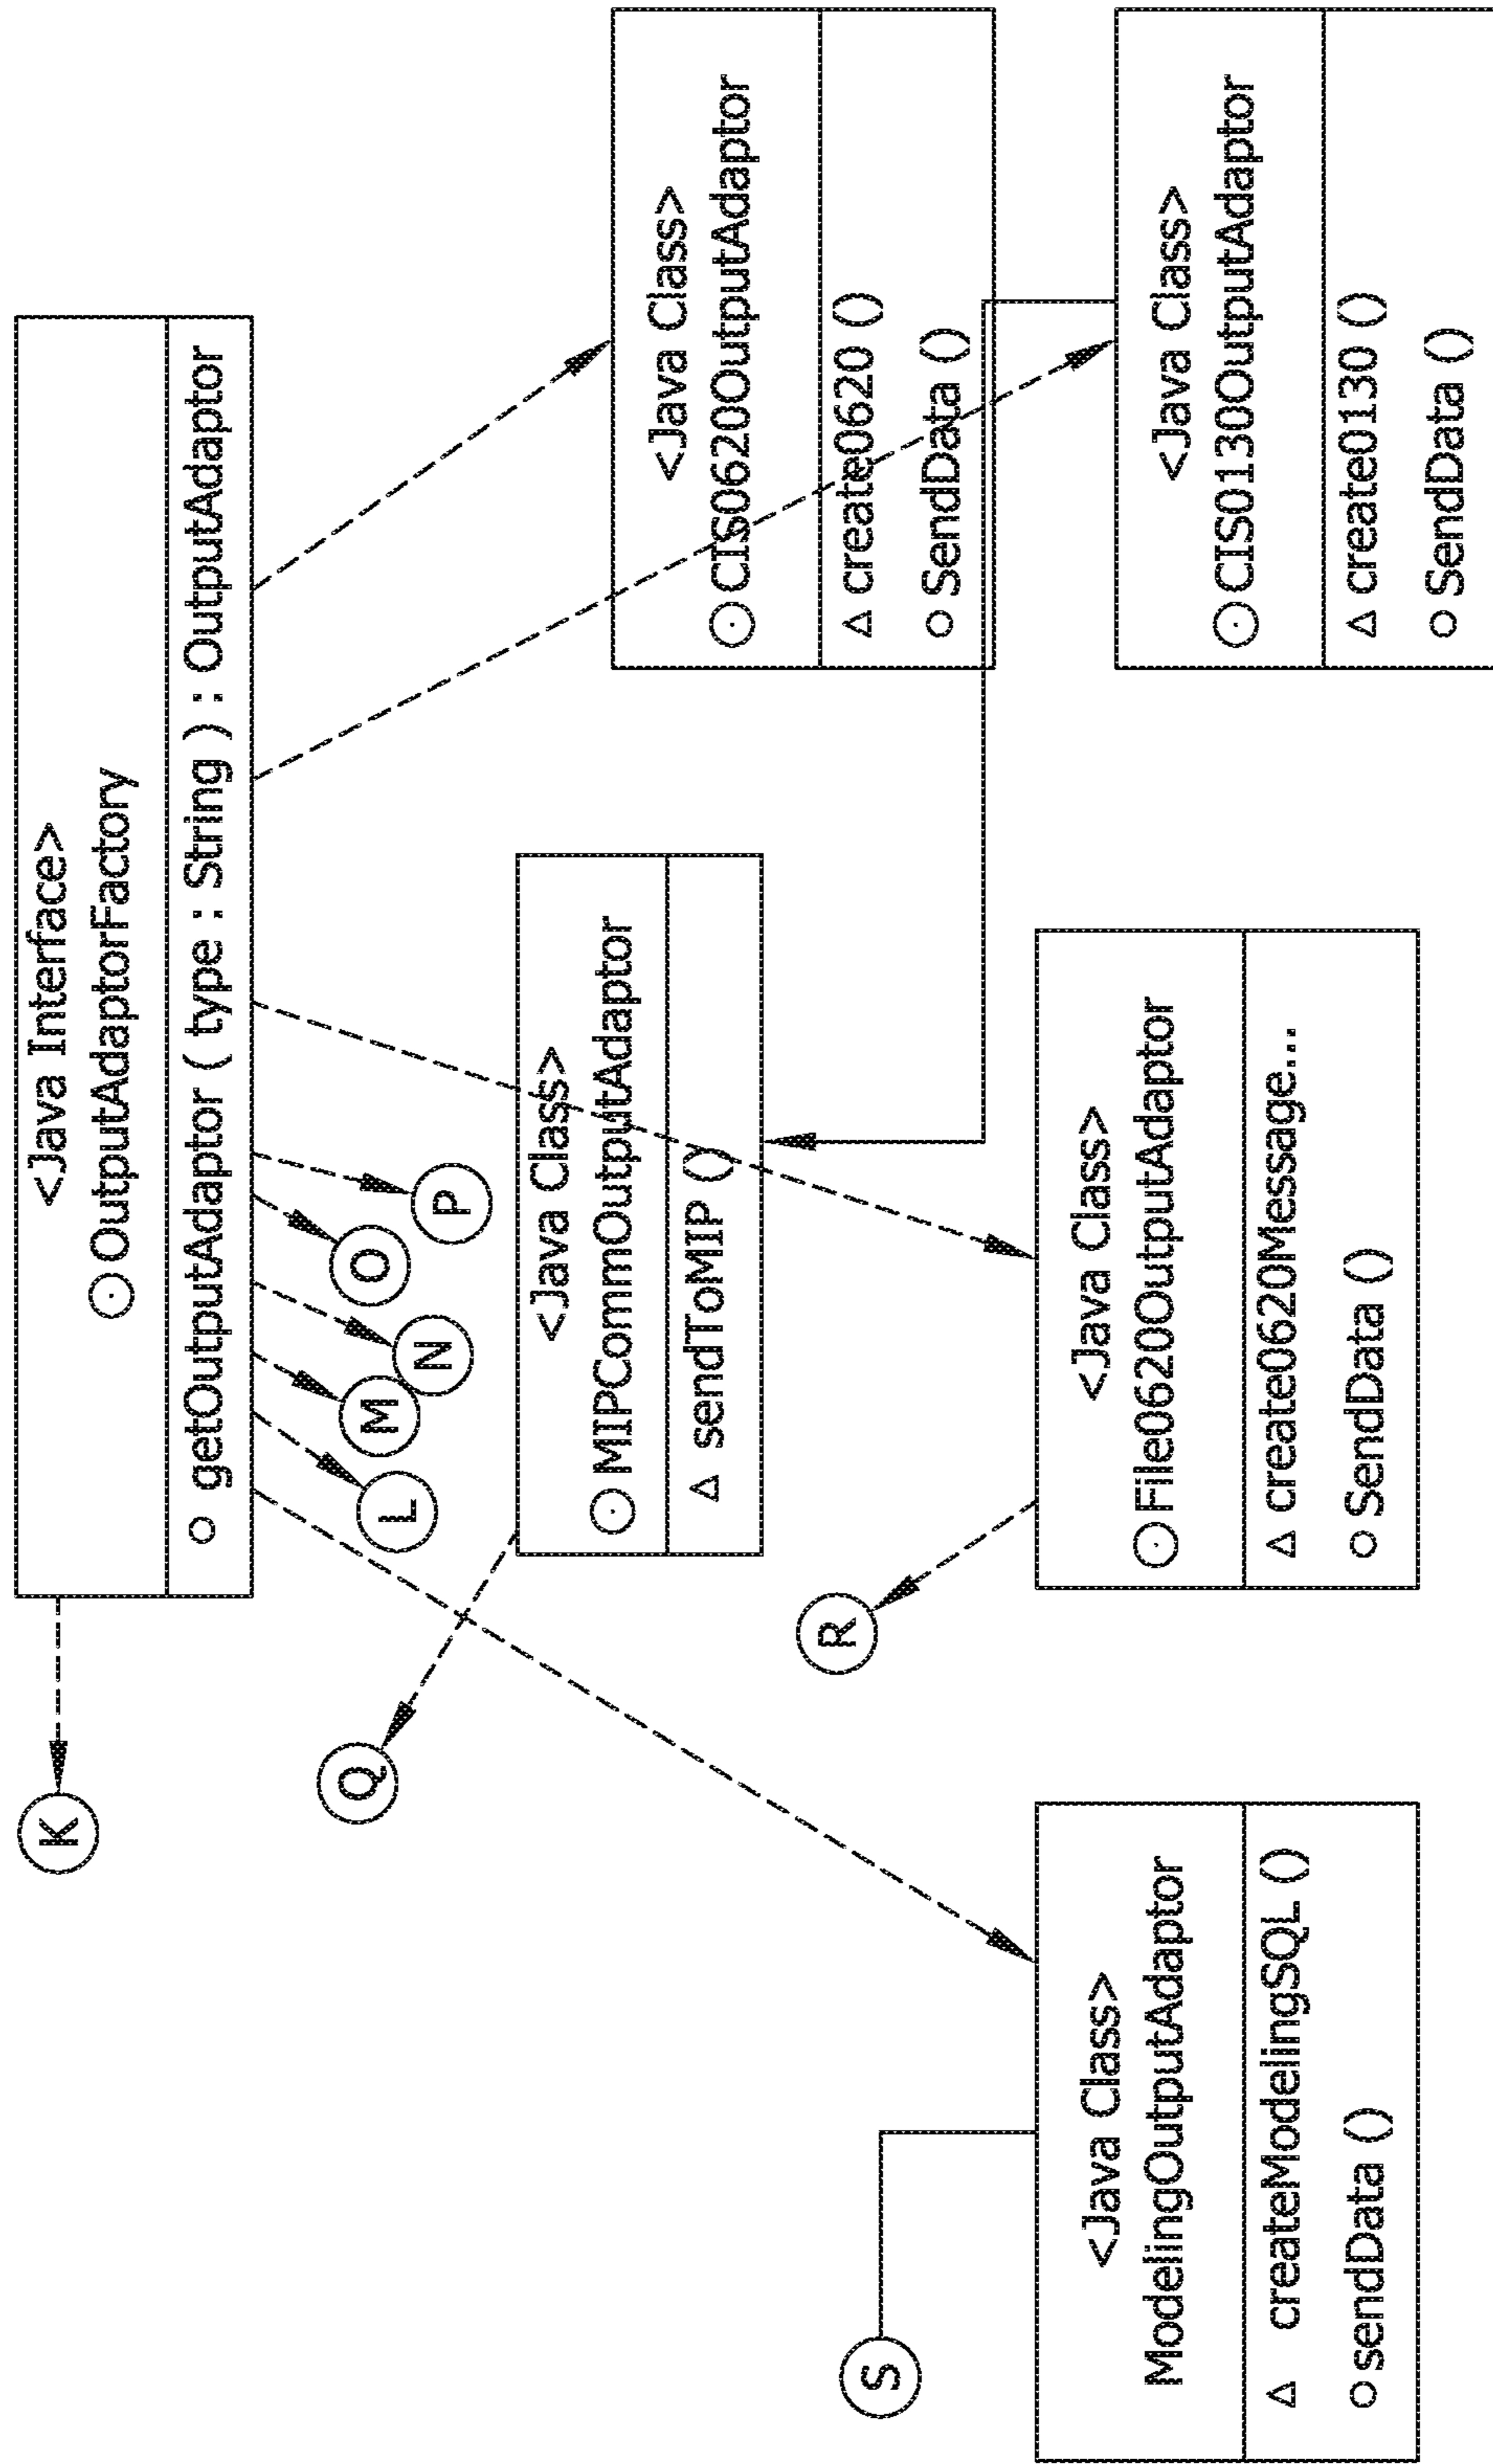 <Java Interface>
OutputAdaptorFactory
getOutputAdaptor ( type : String ) : OutputAdaptor
K
L
M
N
O
P
Q
<Java Class>
MIPCommOutputAdaptor
sendToMIP ()
<Java Class>
CIS0620OutputAdaptor
create0620 ()
SendData ()
R
S
<Java Class>
ModelingOutputAdaptor
createModelingSQL ()
sendData ()
<Java Class>
File0620OutputAdaptor
create0620Message...
SendData ()
<Java Class>
CIS0130OutputAdaptor
create0130 ()
SendData ()